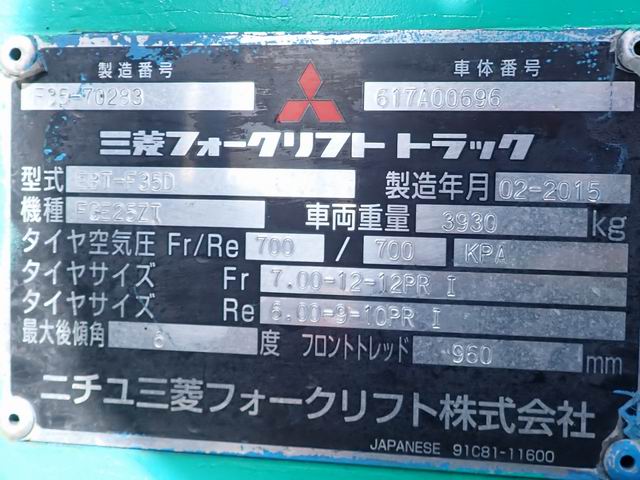 製造番号 車体番号
F35-70283 617A00696
三菱フォークリフト トラック
型式 EBT-F35D 製造年月 02-2015
機種 FGE25ZT 車両重量 3930 kg
タイヤ空気圧 Fr/Re 700 / 700 KPA
タイヤサイズ Fr 7.00-12-12PR I
タイヤサイズ Re 6.00-9-10PR I
最大後傾角 6 度 フロントトレッド 960 mm
ニチユ三菱フォークリフト株式会社
JAPANESE 91C81-11600